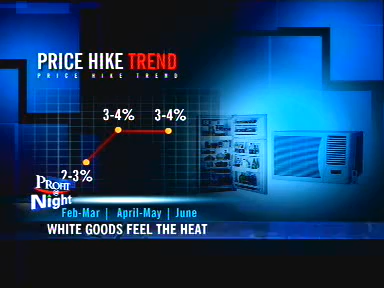 PRICE HIKE TREND
PRICE HIKE TREND
3-4% 3-4%
2-3%
PROFIT
@
Night
Feb-Mar | April-May | June
WHITE GOODS FEEL THE HEAT